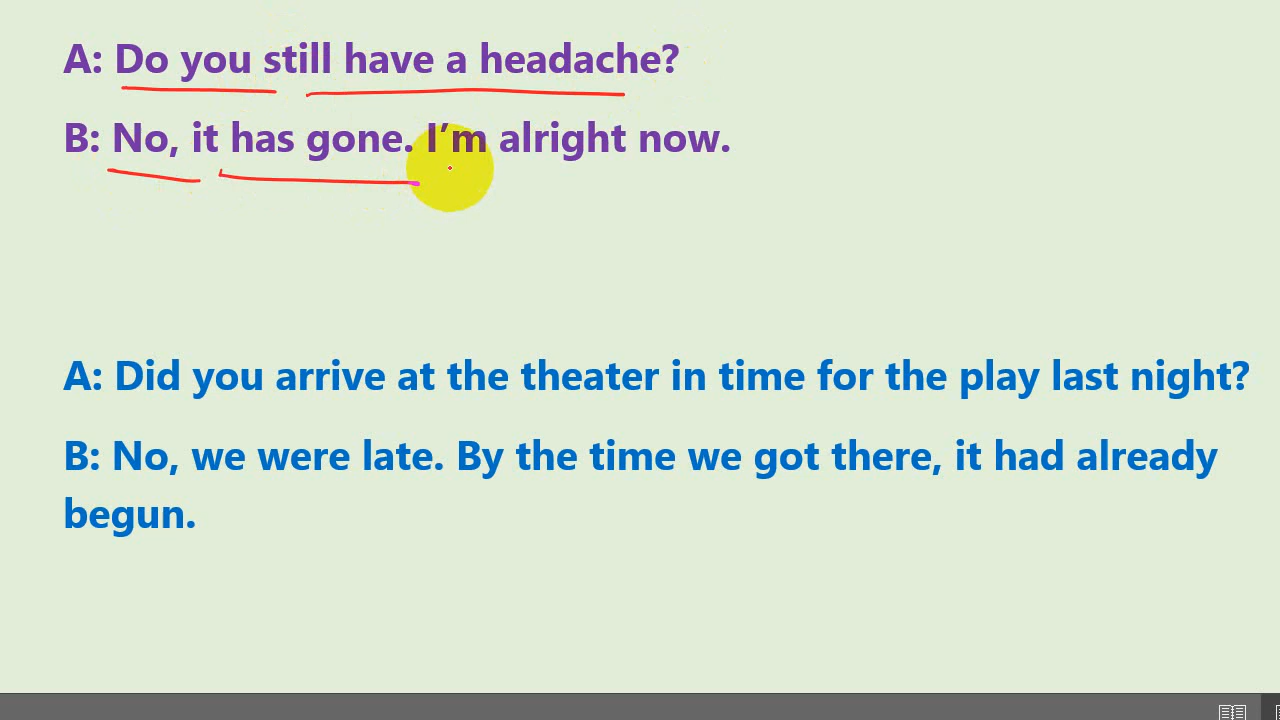 A: Do you still have a headache?
B: No, it has gone. I’m alright now.
A: Did you arrive at the theater in time for the play last night?
B: No, we were late. By the time we got there, it had already
begun.